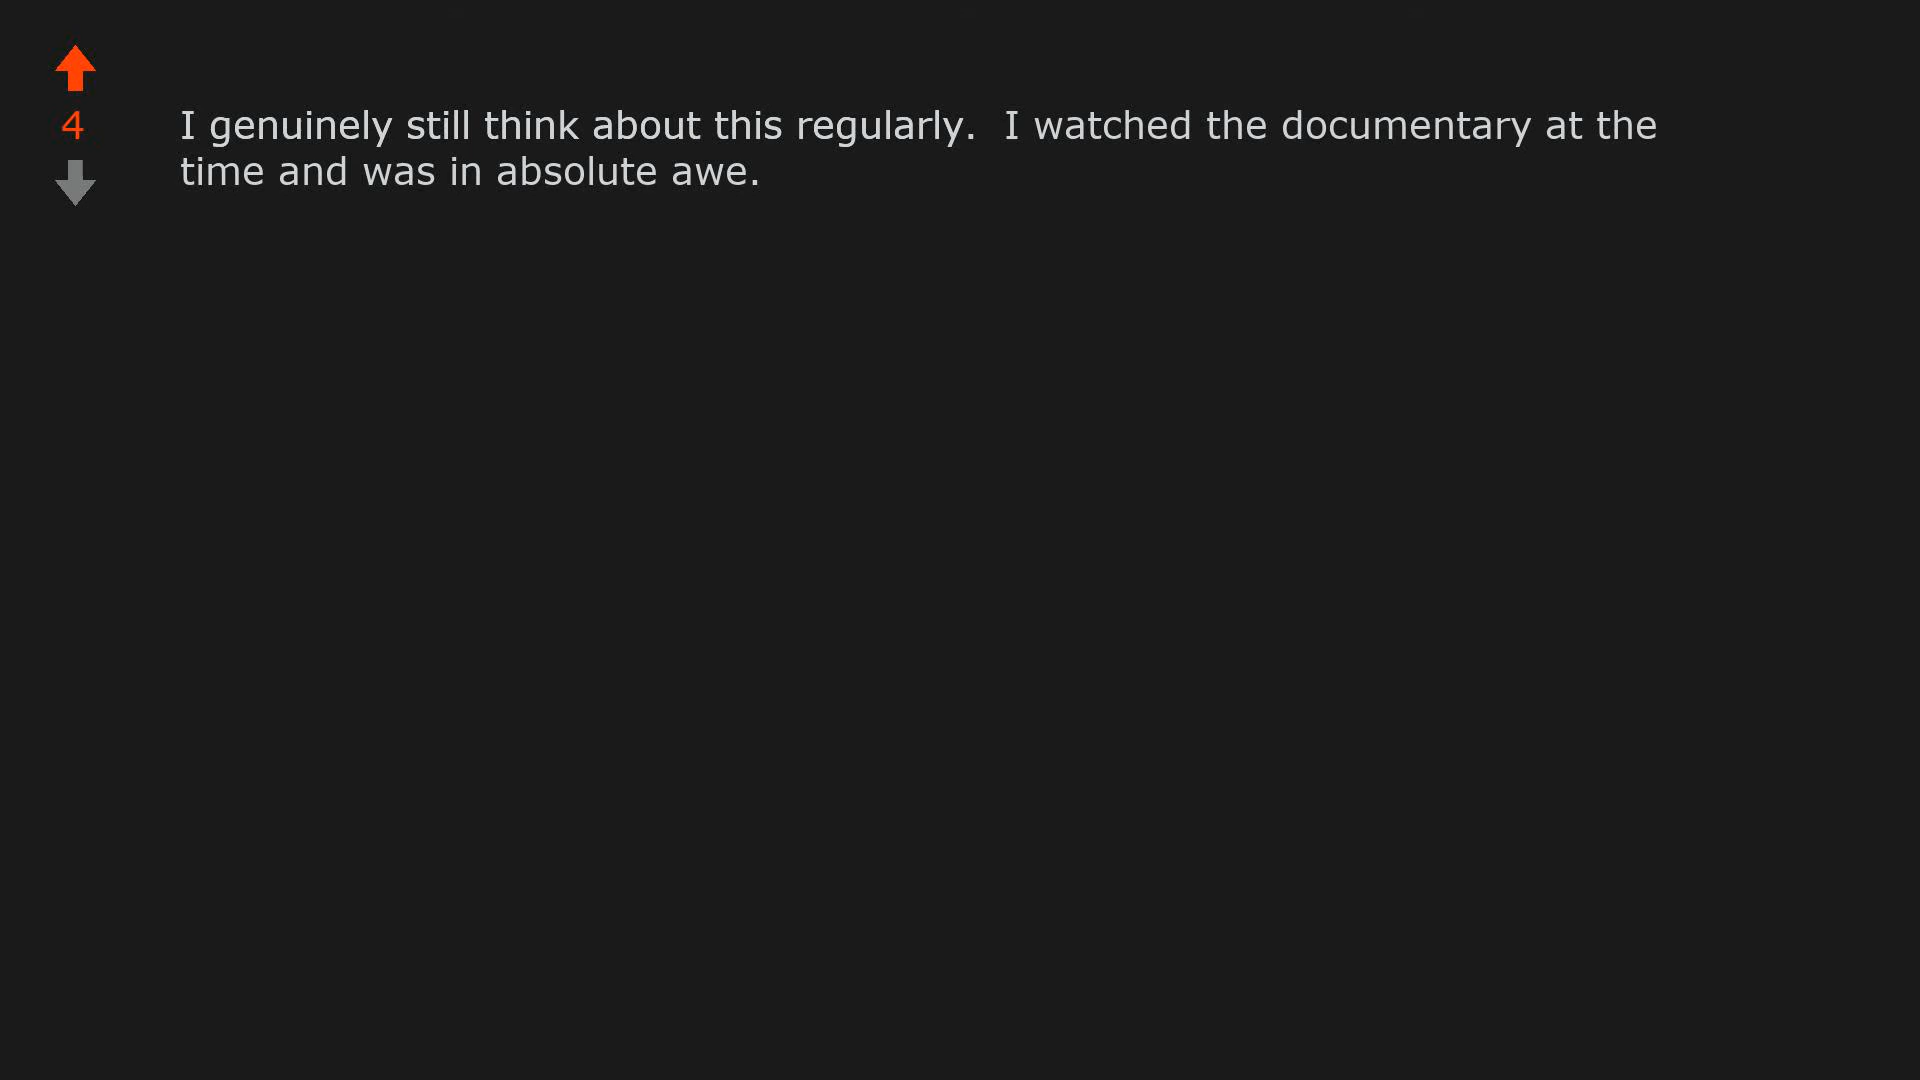 4
I genuinely still think about this regularly.  I watched the documentary at the
time and was in absolute awe.